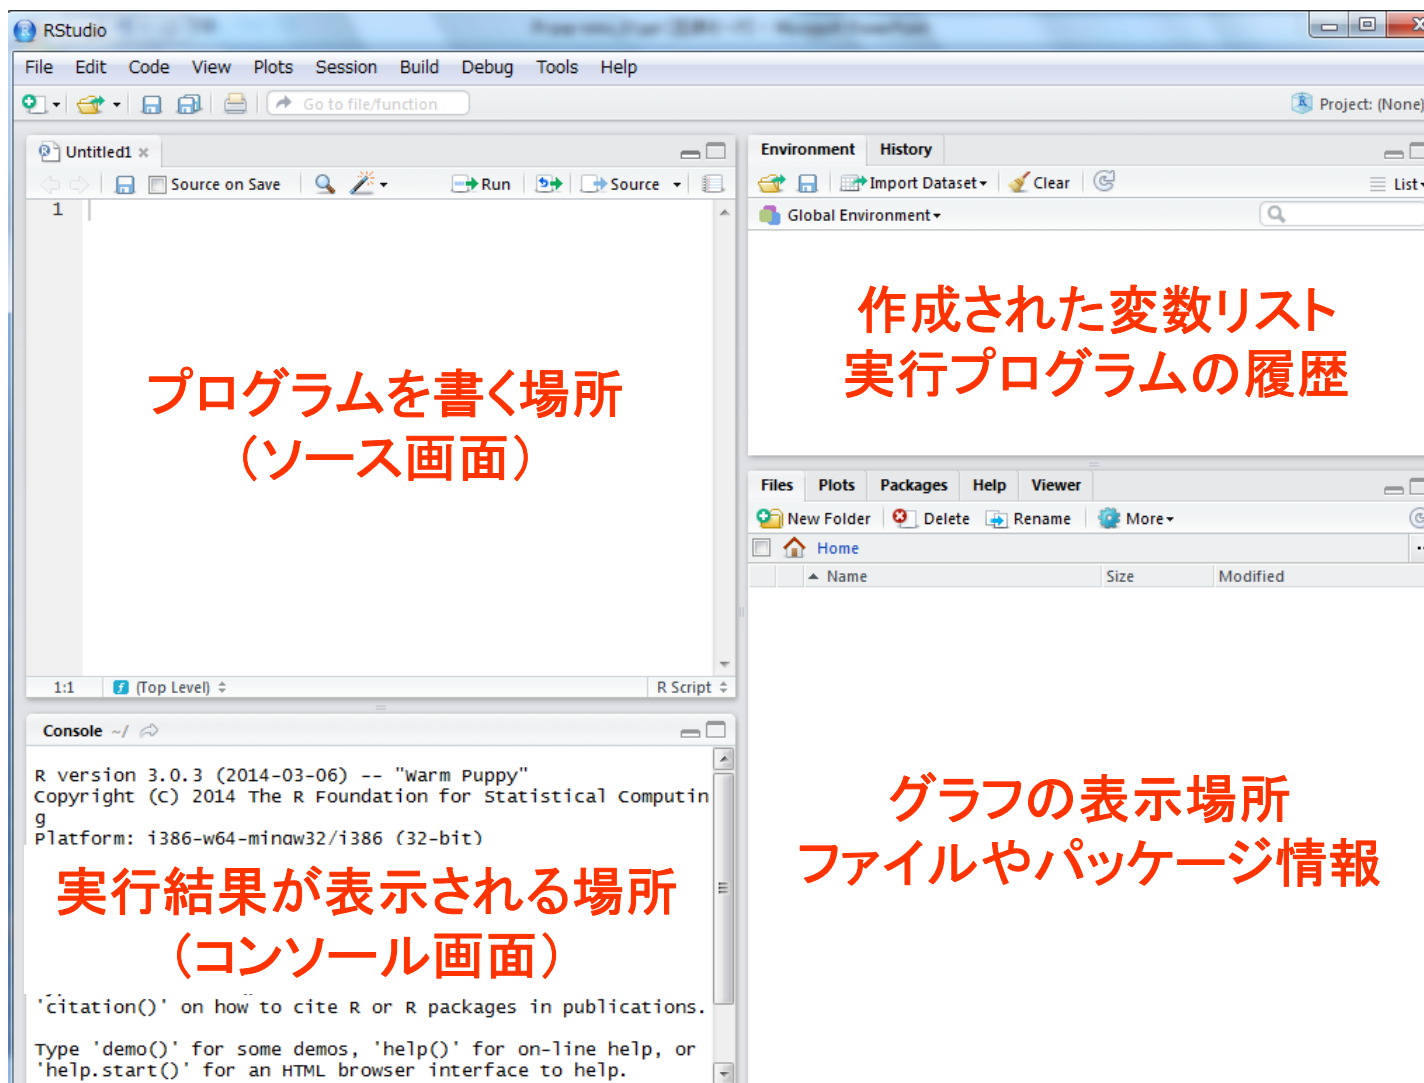 RStudio
File Edit Code View Plots Session Build Debug Tools Help
Go to file/function
Project: (None)
Untitled1
Source on Save
Run
Source
1
プログラムを書く場所
（ソース画面）
1:1
(Top Level)
R Script
Console ~/
R version 3.0.3 (2014-03-06) -- "Warm Puppy"
Copyright (C) 2014 The R Foundation for Statistical Computin
g
Platform: i386-w64-mingw32/i386 (32-bit)
実行結果が表示される場所
（コンソール画面）
'citation()' on how to cite R or R packages in publications.
Type 'demo()' for some demos, 'help()' for on-line help, or
'help.start()' for an HTML browser interface to help.
Environment History
Import Dataset Clear
List
Global Environment
作成された変数リスト
実行プログラムの履歴
Files Plots Packages Help Viewer
New Folder Delete Rename More
Home
Name Size Modified
グラフの表示場所
ファイルやパッケージ情報